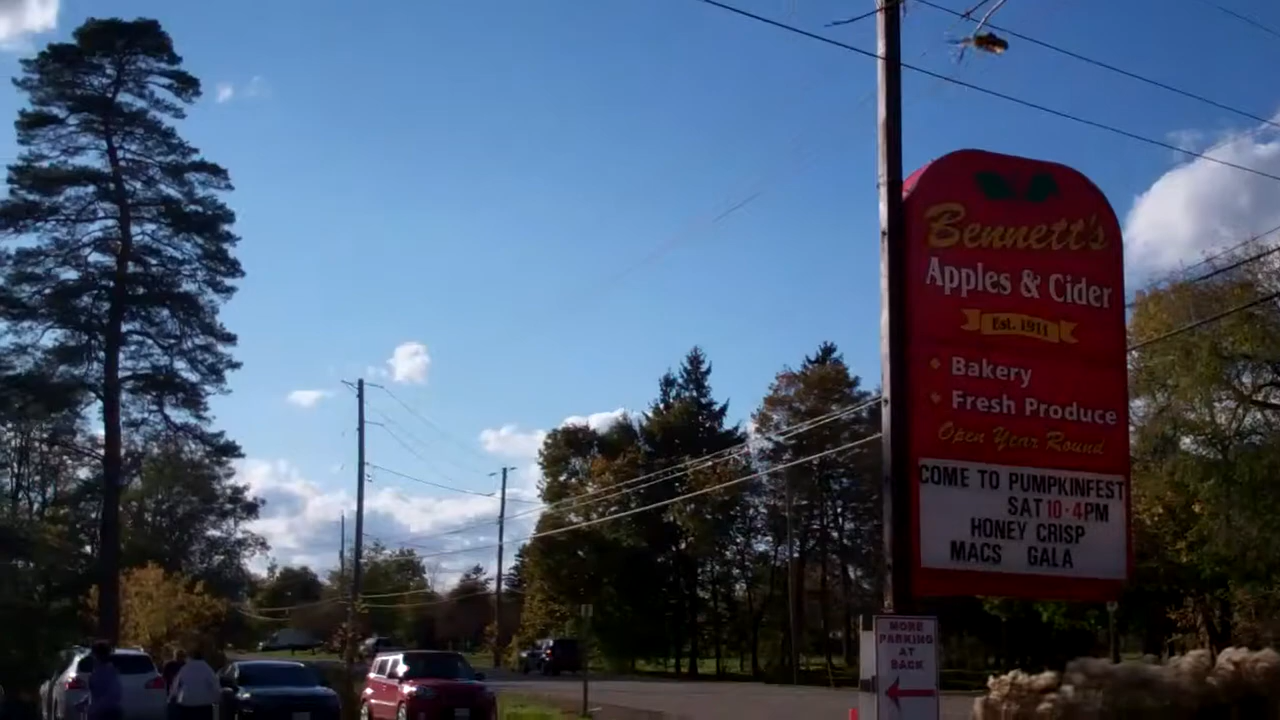 Bennett's
Apples & Cider
Est. 1911
Bakery
Fresh Produce
Open Year Round
COME TO PUMPKINFEST
SAT 10-4PM
HONEY CRISP
MACS GALA
MORE
PARKING
AT
BACK